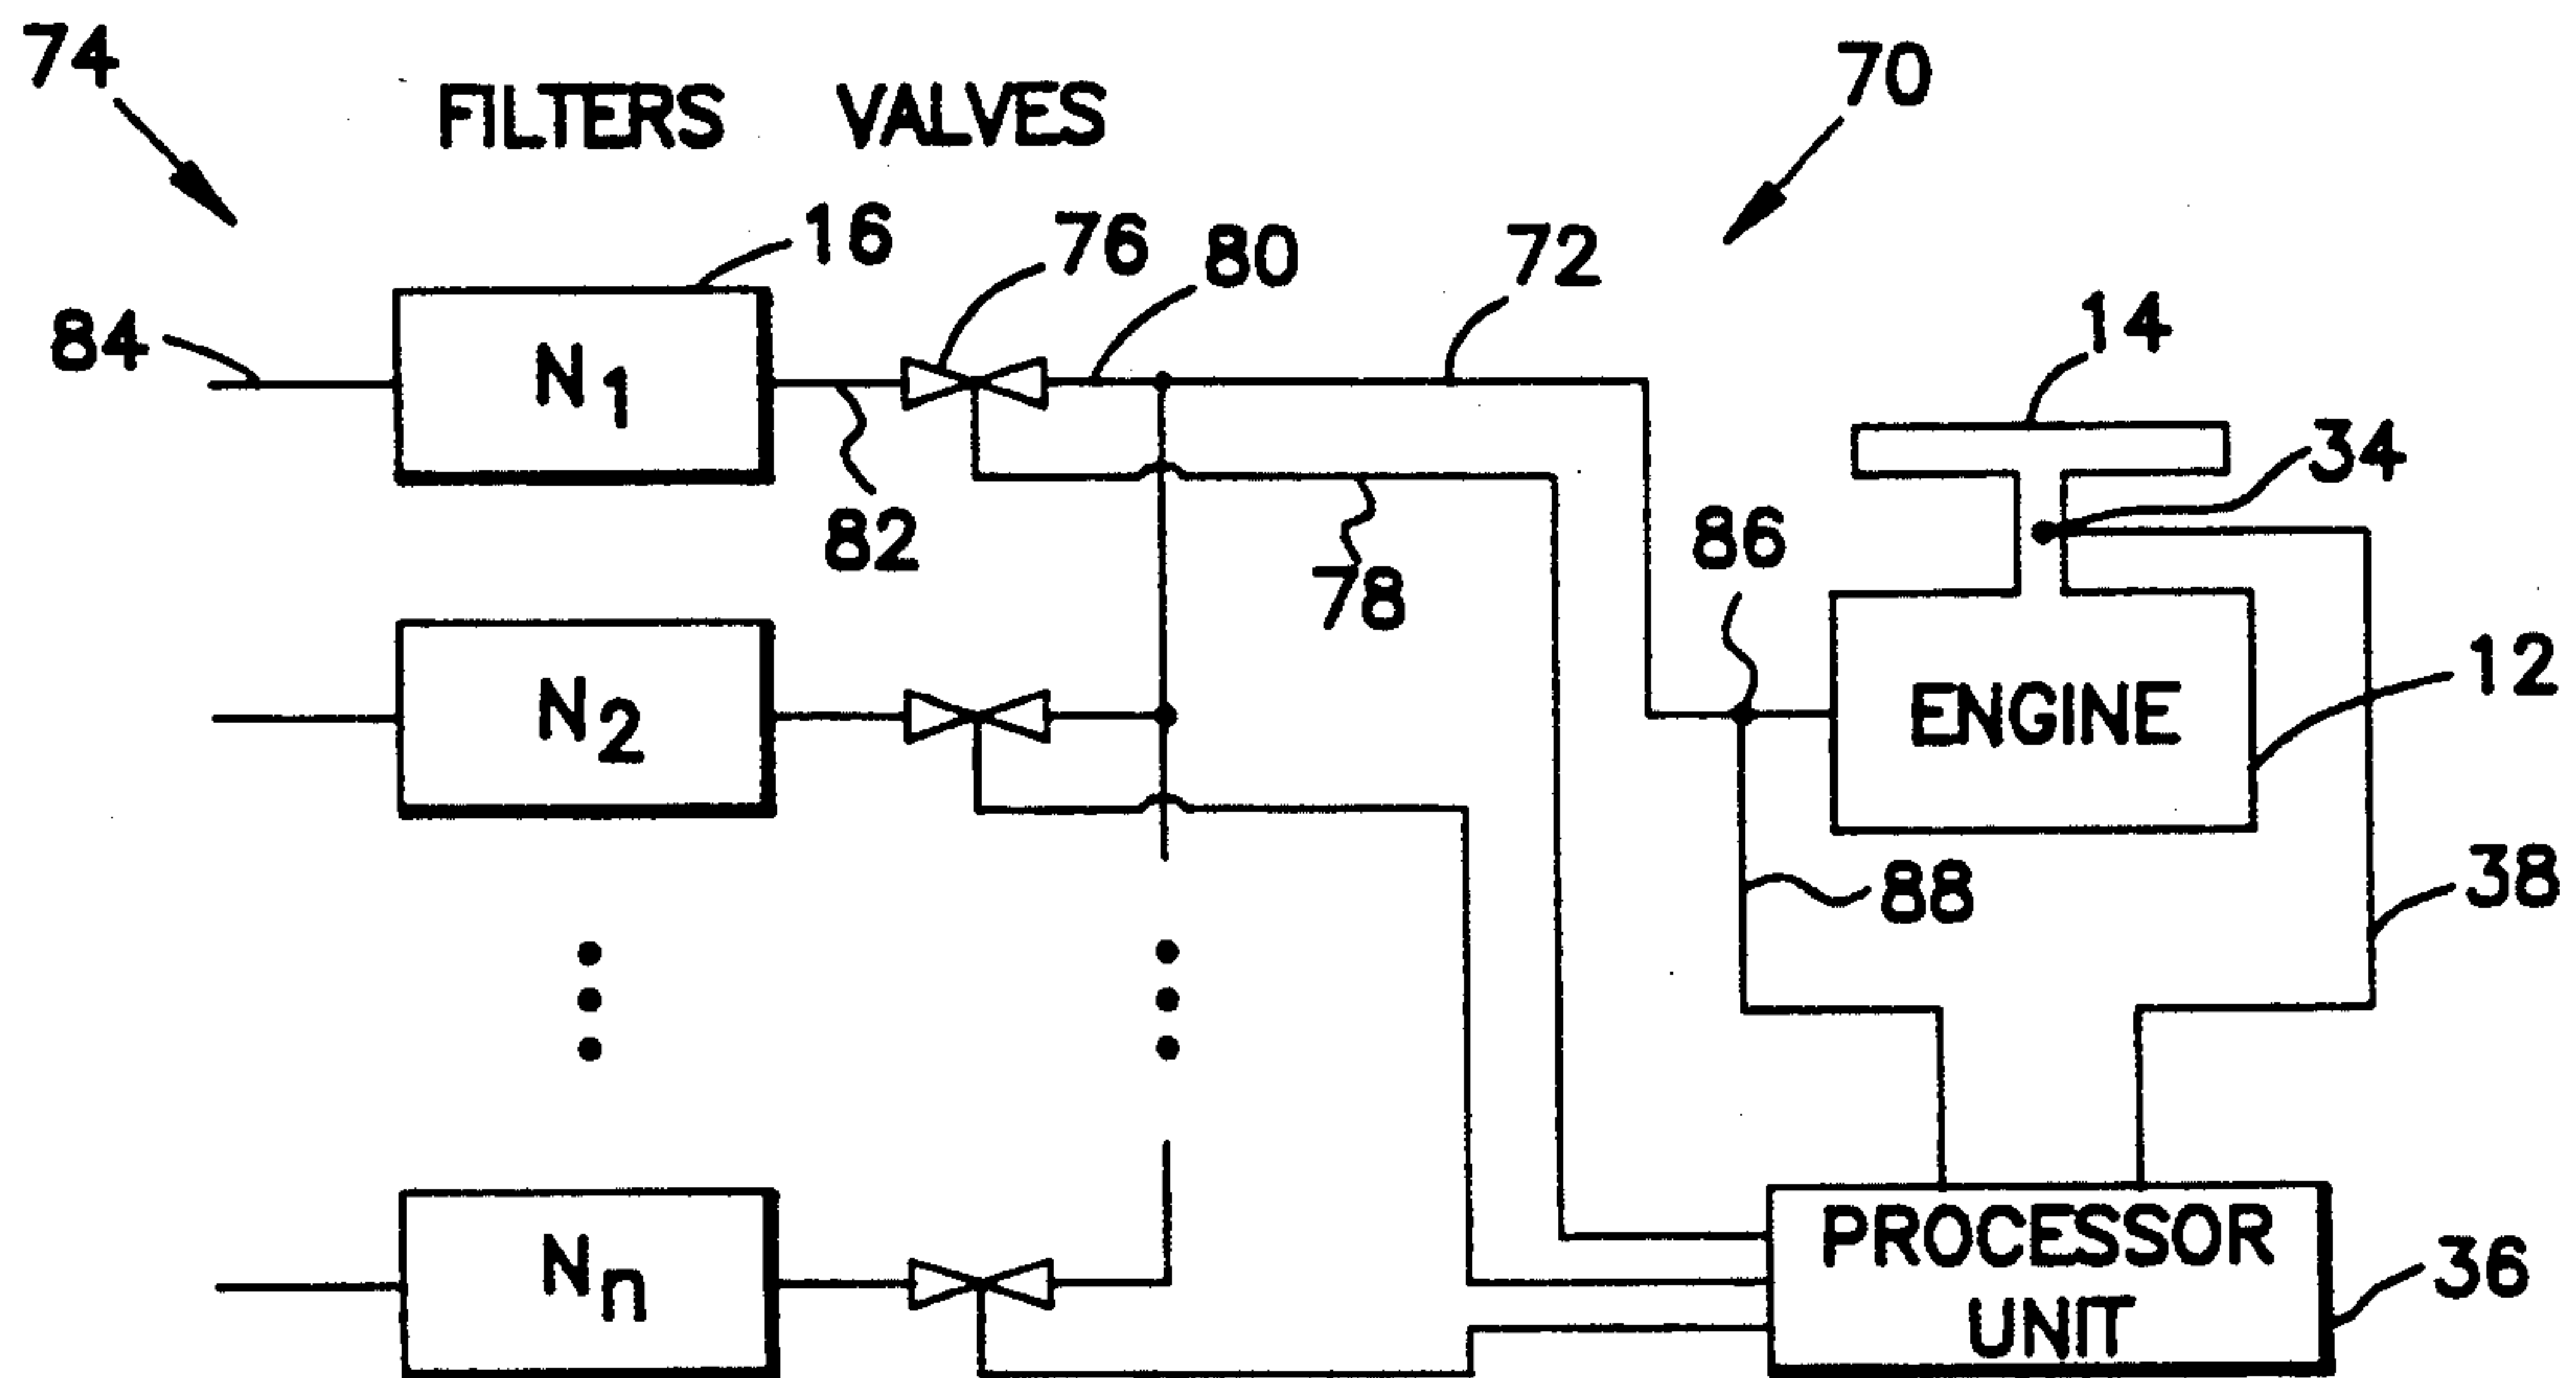 74
FILTERS VALVES
70
16
76
80
72
84
N1
14
34
82
86
78
12
N2
ENGINE
88
38
Nn
PROCESSOR
UNIT
36